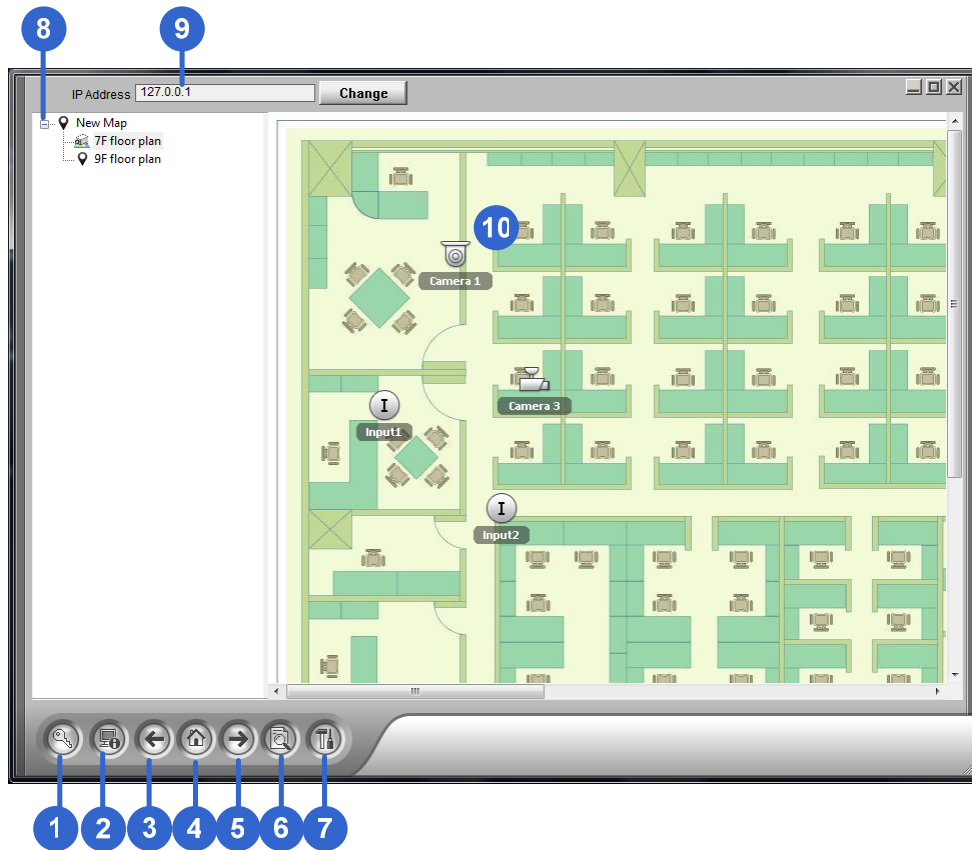 8 9
IP Address 127.0.0.1 Change
New Map
7F floor plan
9F floor plan
10
Camera 1
Camera 3
I
Input1
I
Input2
1 2 3 4 5 6 7